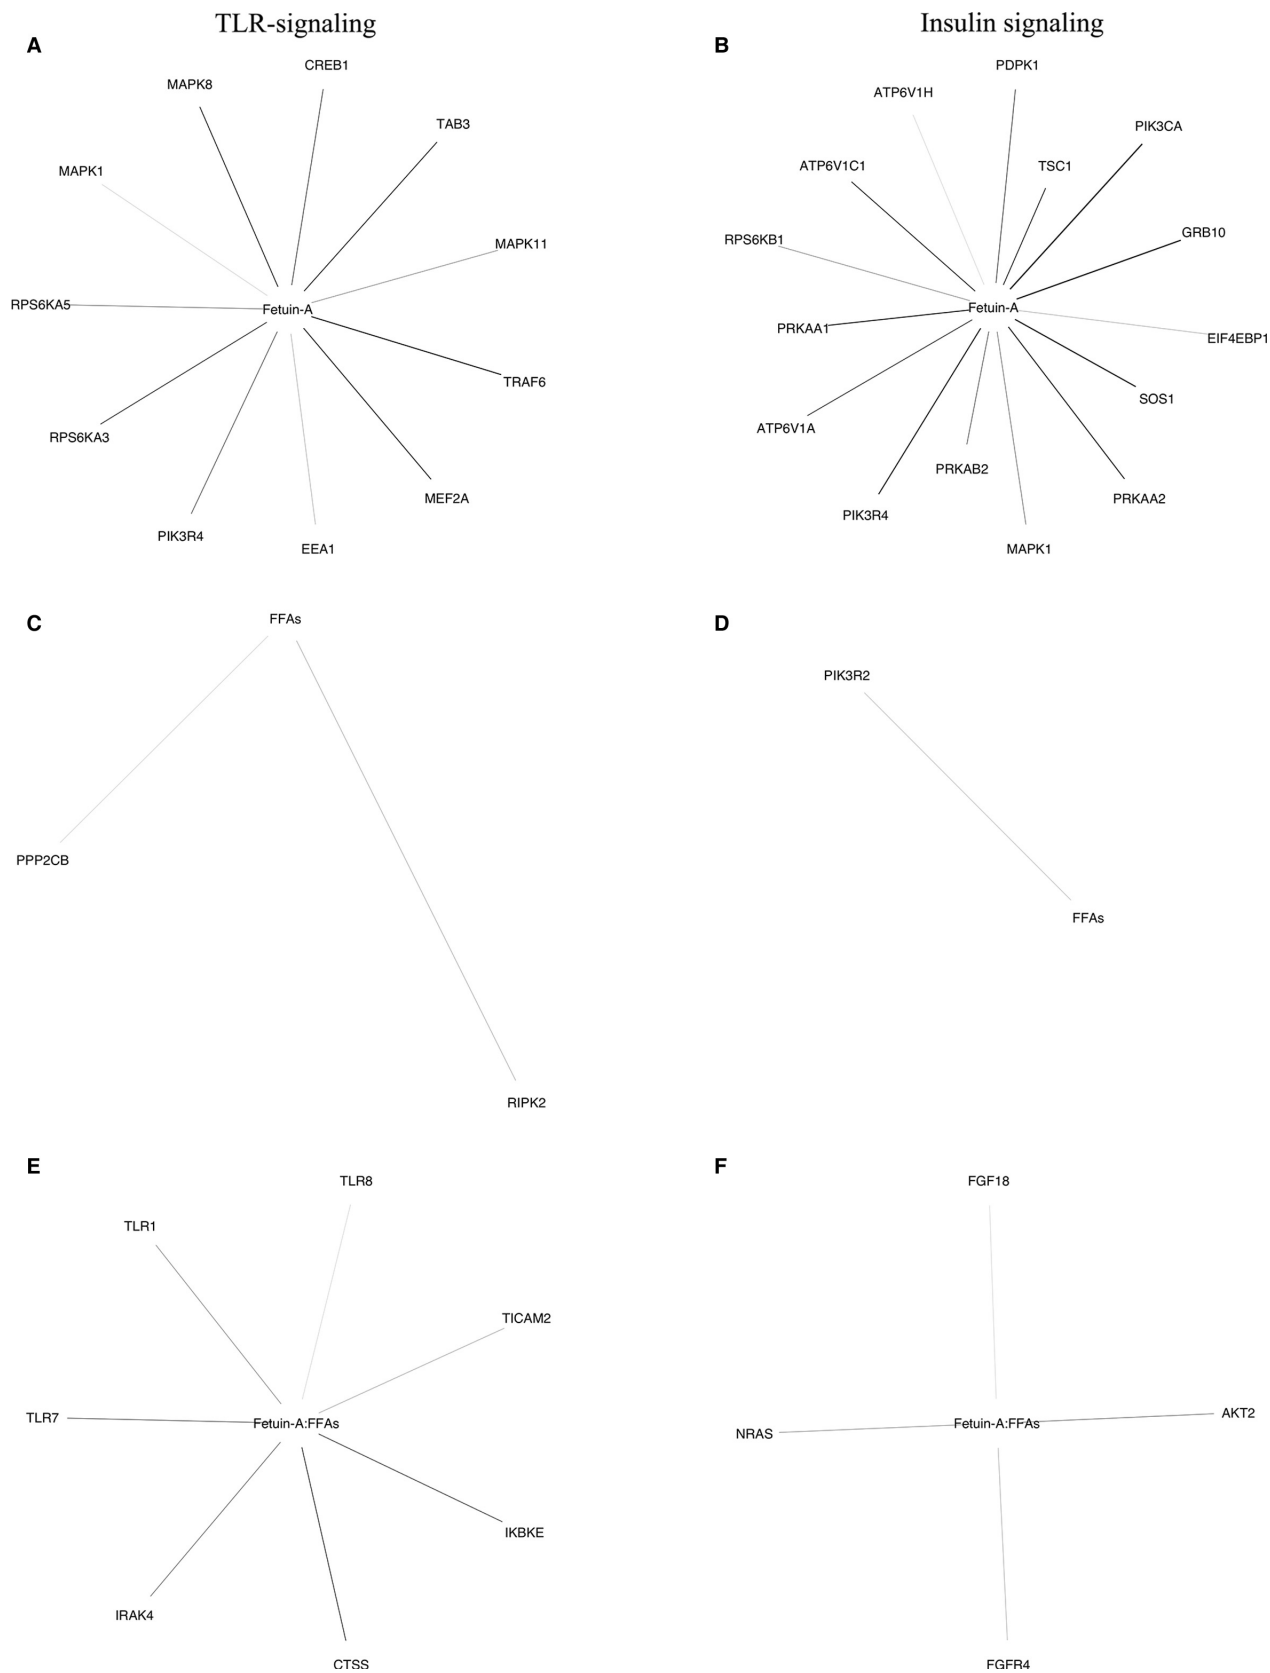 TLR-signaling
Insulin signaling
A
CREB1
MAPK8
TAB3
MAPK1
MAPK11
RPS6KA5
Fetuin-A
TRAF6
RPS6KA3
MEF2A
PIK3R4
EEA1
B
PDPK1
ATP6V1H
PIK3CA
ATP6V1C1
TSC1
RPS6KB1
GRB10
Fetuin-A
PRKAA1
EIF4EBP1
SOS1
ATP6V1A
PRKAB2
PRKAA2
PIK3R4
MAPK1
C
FFAs
PPP2CB
RIPK2
D
PIK3R2
FFAs
E
TLR8
TLR1
TICAM2
TLR7
Fetuin-A:FFAs
IKBKE
IRAK4
CTSS
F
FGF18
AKT2
Fetuin-A:FFAs
NRAS
FGFR4